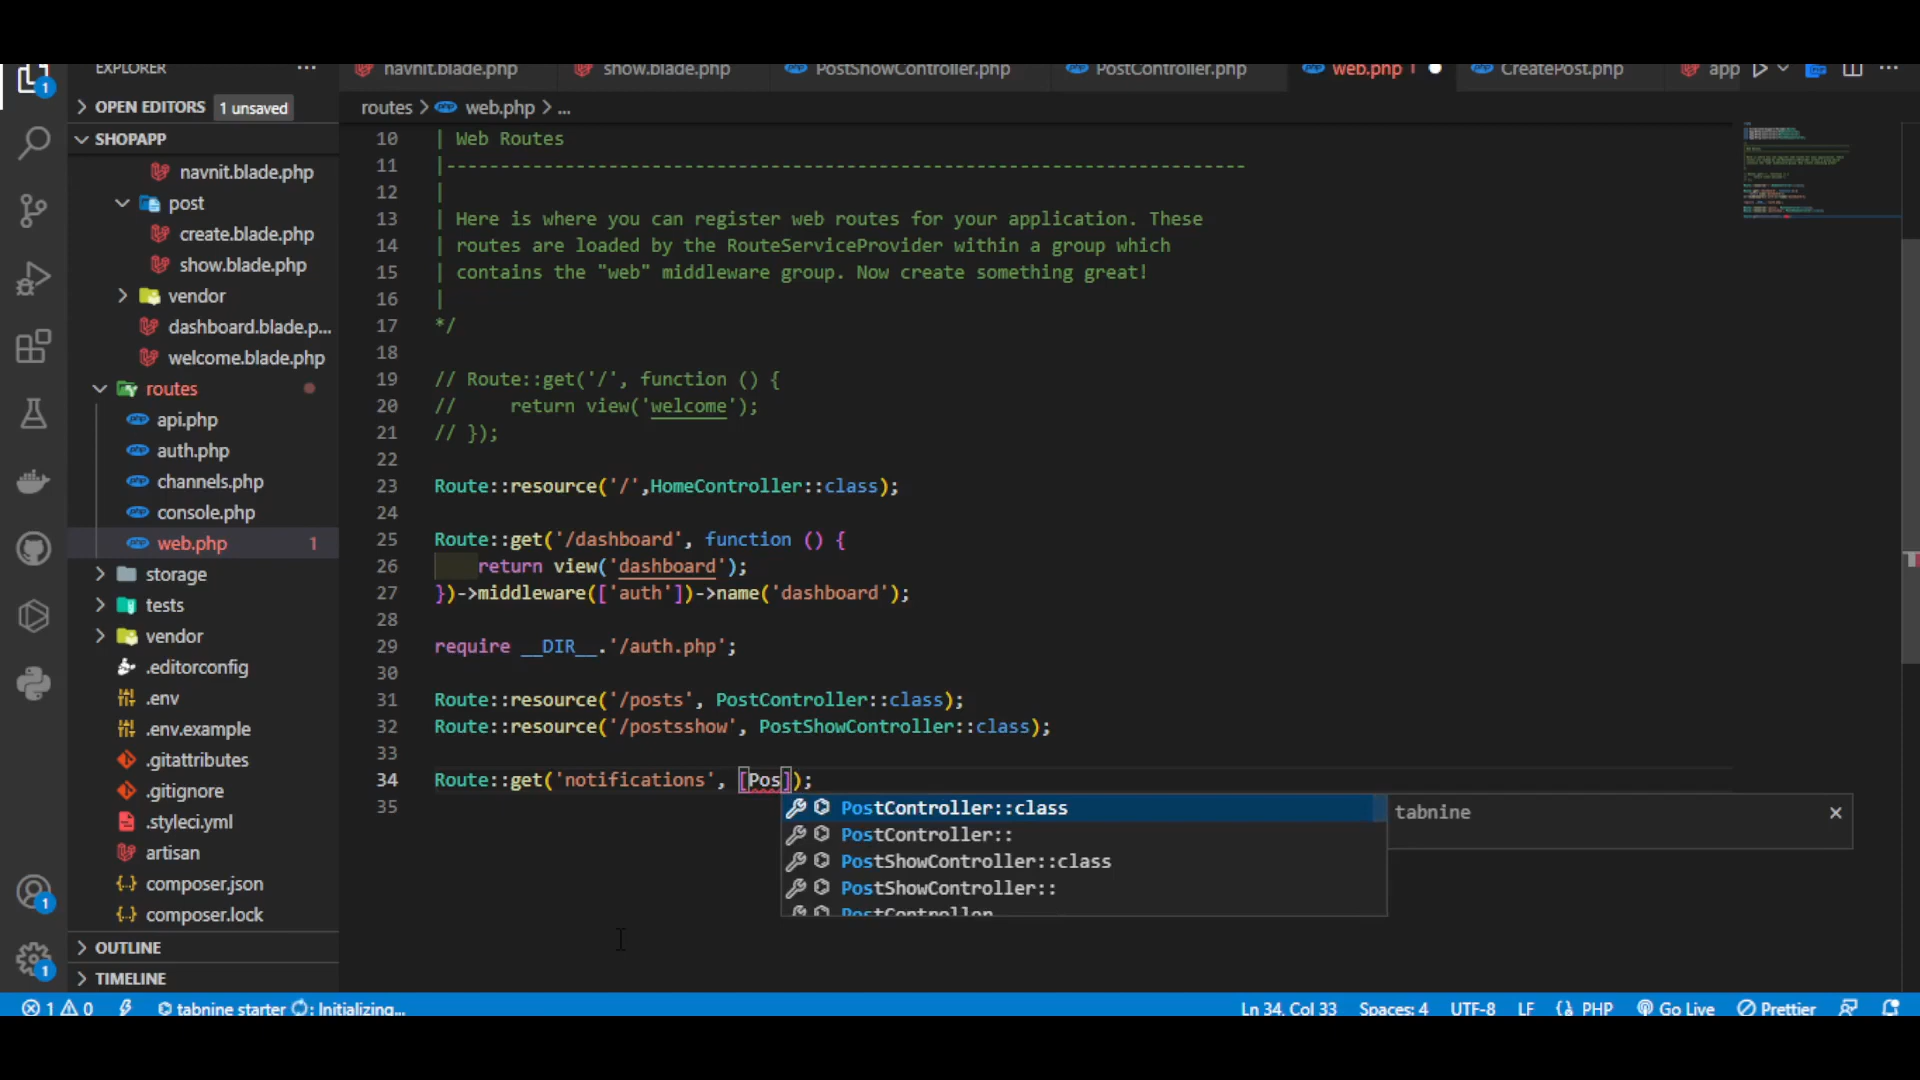 EXPLORER
navnit.blade.php
show.blade.php
PostShowController.php
PostController.php
web.php 1
CreatePost.php
app
OPEN EDITORS 1 unsaved
routes > web.php > ...
SHOPAPP
navnit.blade.php
post
create.blade.php
show.blade.php
vendor
dashboard.blade.p...
welcome.blade.php
routes
api.php
auth.php
channels.php
console.php
web.php 1
storage
tests
vendor
.editorconfig
.env
.env.example
.gitattributes
.gitignore
.styleci.yml
artisan
composer.json
composer.lock
OUTLINE
TIMELINE
10 | Web Routes
11 |--------------------------------------------------------------------------
12 |
13 | Here is where you can register web routes for your application. These
14 | routes are loaded by the RouteServiceProvider within a group which
15 | contains the "web" middleware group. Now create something great!
16 |
17 */
18
19 // Route::get('/', function () {
20 //     return view('welcome');
21 // });
22
23 Route::resource('/',HomeController::class);
24
25 Route::get('/dashboard', function () {
26     return view('dashboard');
27 })->middleware(['auth'])->name('dashboard');
28
29 require __DIR__.'/auth.php';
30
31 Route::resource('/posts', PostController::class);
32 Route::resource('/postsshow', PostShowController::class);
33
34 Route::get('notifications', [Pos]);
35
PostController::class
tabnine
PostController::
PostShowController::class
PostShowController::
PostController
1
1
1
1 0 tabnine starter : Initializing...
Ln 34, Col 33 Spaces: 4 UTF-8 LF PHP Go Live Prettier